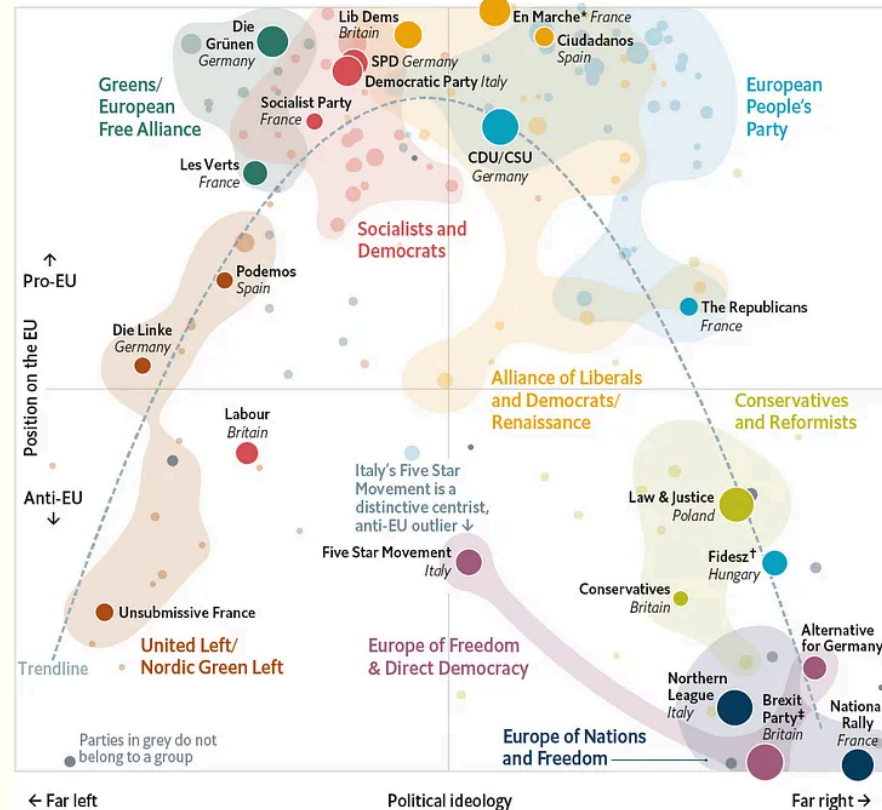 Die
Grünen
Germany
Lib Dems
Britain
En Marche* France
Ciudadanos
Spain
SPD Germany
Democratic Party Italy
Greens/
European
Free Alliance
Socialist Party
France
European
People's
Party
Les Verts
France
CDU/CSU
Germany
Socialists and
Democrats
↑
Pro-EU
Podemos
Spain
The Republicans
France
Die Linke
Germany
Position on the EU
Alliance of Liberals
and Democrats/
Renaissance
Conservatives
and Reformists
Labour
Britain
Anti-EU
↓
Italy's Five Star
Movement is a
distinctive centrist,
anti-EU outlier ↓
Law & Justice
Poland
Five Star Movement
Italy
Fidesz†
Hungary
Conservatives
Britain
Unsubmissive France
Trendline
United Left/
Nordic Green Left
Europe of Freedom
& Direct Democracy
Alternative
for Germany
Northern
League
Italy
Brexit
Party‡
Britain
National
Rally
France
Parties in grey do not
belong to a group
Europe of Nations
and Freedom
← Far left
Political ideology
Far right →